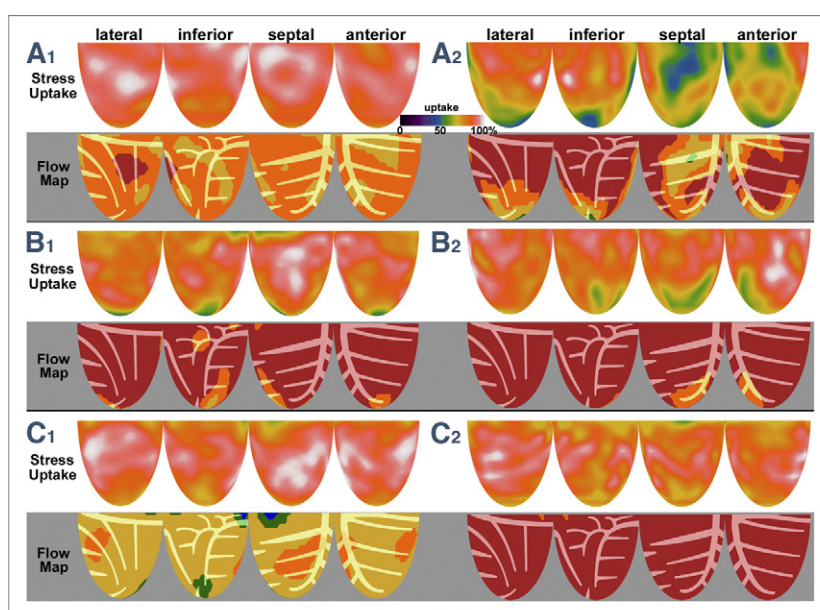 lateral inferior septal anterior lateral inferior septal anterior
A1 A2
Stress
Uptake
uptake
0 50 100%
Flow
Map
B1 B2
Stress
Uptake
Flow
Map
C1 C2
Stress
Uptake
Flow
Map